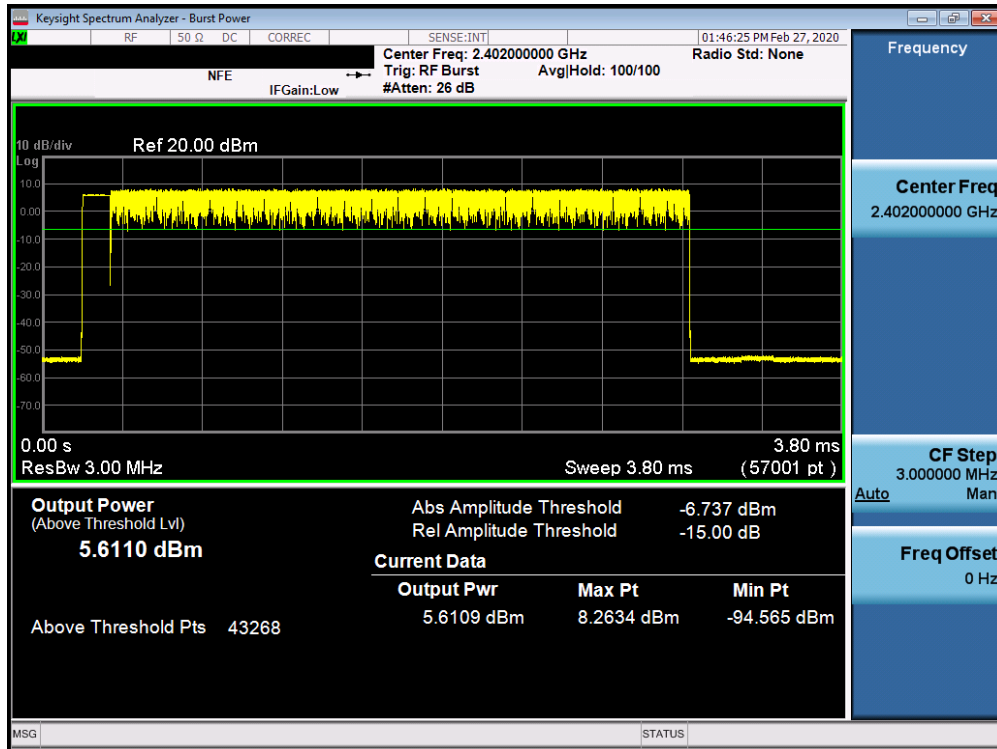 Keysight Spectrum Analyzer - Burst Power
LXI RF 50 Ω DC CORREC SENSE:INT 01:46:25 PM Feb 27, 2020
Center Freq: 2.402000000 GHz Radio Std: None
NFE Trig: RF Burst Avg|Hold: 100/100
IFGain:Low #Atten: 26 dB
10 dB/div Ref 20.00 dBm
Log
10.0
0.00
-10.0
-20.0
-30.0
-40.0
-50.0
-60.0
-70.0
0.00 s 3.80 ms
ResBw 3.00 MHz Sweep 3.80 ms (57001 pt )
Output Power
(Above Threshold Lvl)
5.6110 dBm
Above Threshold Pts 43268
Abs Amplitude Threshold -6.737 dBm
Rel Amplitude Threshold -15.00 dB
Current Data
Output Pwr Max Pt Min Pt
5.6109 dBm 8.2634 dBm -94.565 dBm
Frequency
Center Freq
2.402000000 GHz
CF Step
3.000000 MHz
Auto Man
Freq Offset
0 Hz
MSG STATUS